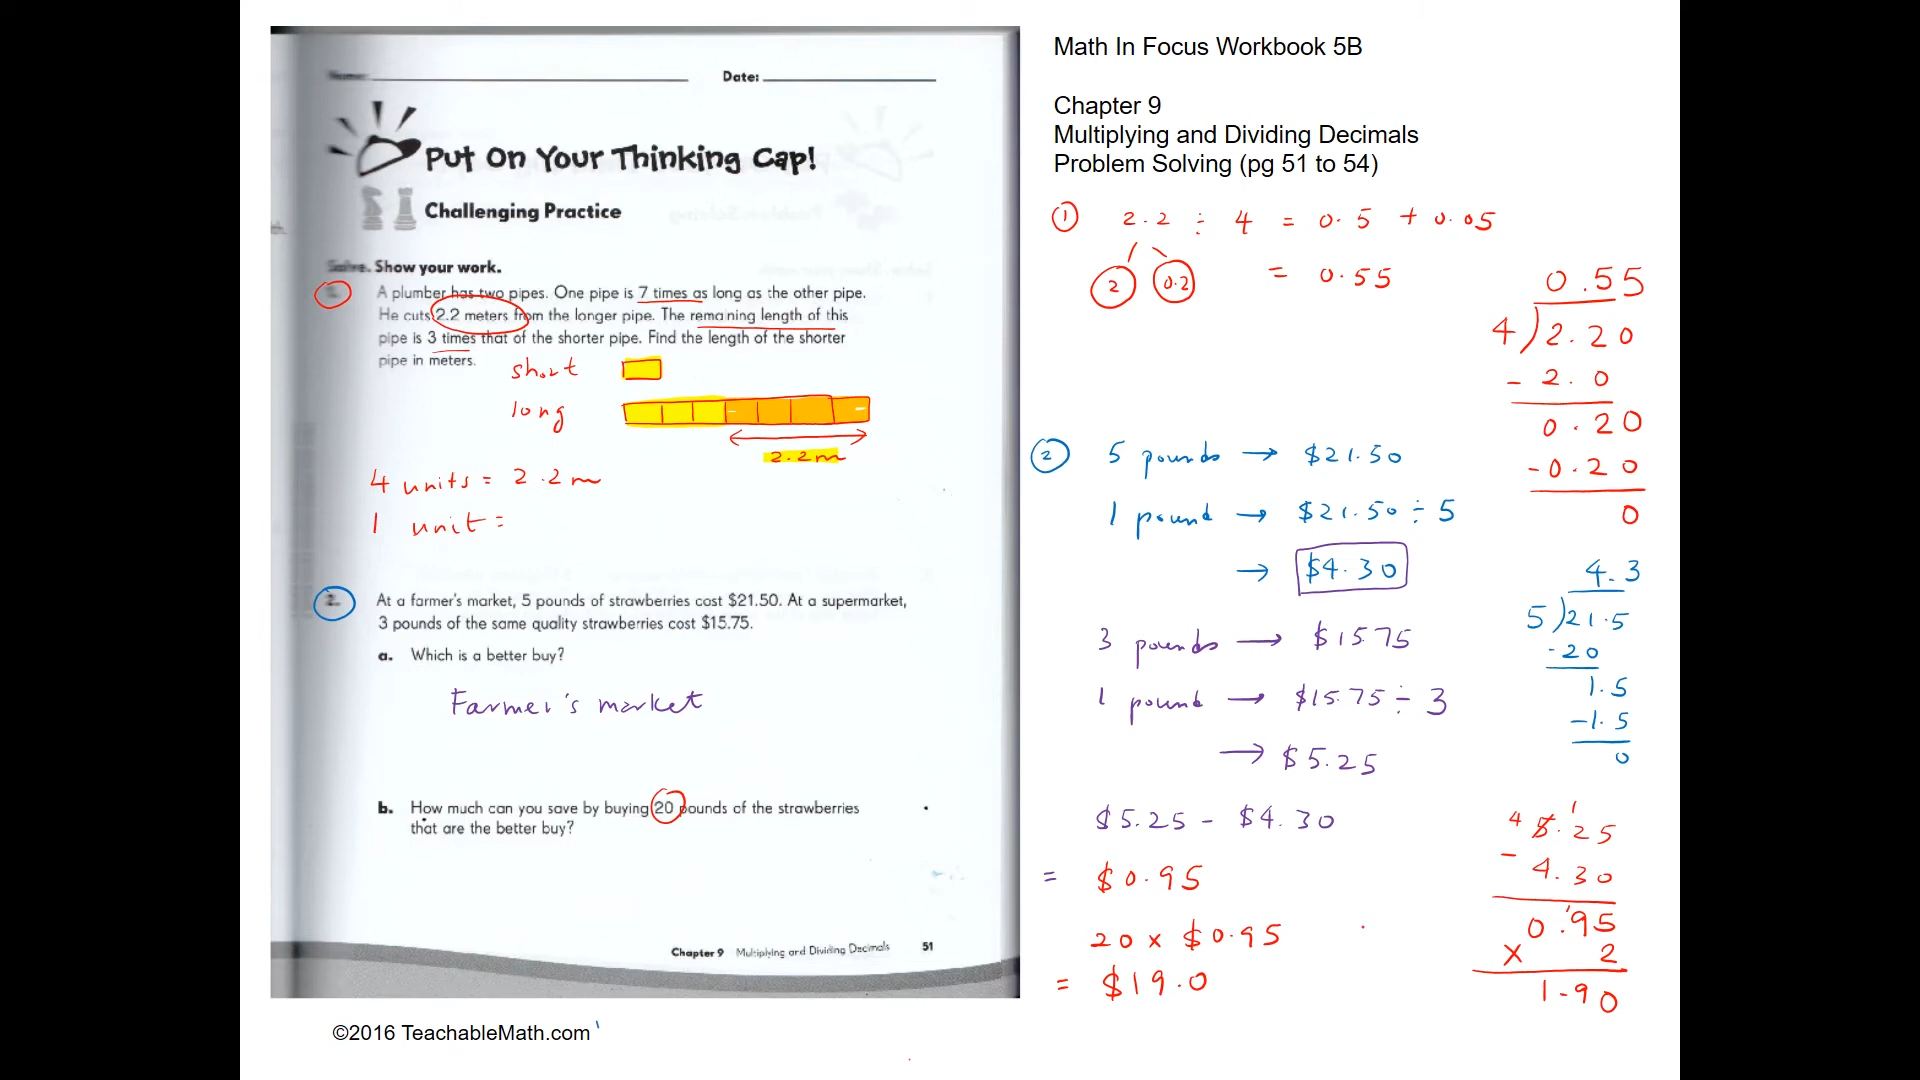 Name: Date:
Put On Your Thinking Cap!
Challenging Practice
Solve. Show your work.
1. A plumber has two pipes. One pipe is 7 times as long as the other pipe.
He cuts 2.2 meters from the longer pipe. The remaining length of this
pipe is 3 times that of the shorter pipe. Find the length of the shorter
pipe in meters.
short
long
2.2 m
4 units = 2.2 m
1 unit =
2. At a farmer's market, 5 pounds of strawberries cost $21.50. At a supermarket,
3 pounds of the same quality strawberries cost $15.75.
a. Which is a better buy?
Farmer's market
b. How much can you save by buying 20 pounds of the strawberries
that are the better buy?
Chapter 9 Multiplying and Dividing Decimals 51
©2016 TeachableMath.com
Math In Focus Workbook 5B
Chapter 9
Multiplying and Dividing Decimals
Problem Solving (pg 51 to 54)
1 2.2 ÷ 4 = 0.5 + 0.05
2 0.2 = 0.55
0.55
4 ) 2.20
- 2.0
0.20
- 0.20
0
2 5 pounds → $21.50
1 pound → $21.50 ÷ 5
→ $4.30
4.3
5 ) 21.5
- 20
1.5
- 1.5
0
3 pounds → $15.75
1 pound → $15.75 ÷ 3
→ $5.25
$5.25 - $4.30
= $0.95
20 x $0.95
= $19.0
4 1
5.25
- 4.30
0.95
x 2
1.90